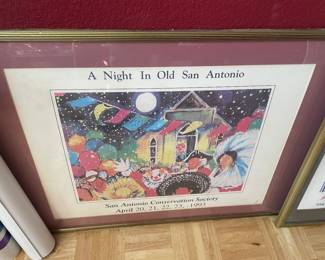 A Night In Old San Antonio
San Antonio Conservation Society
April 20, 21, 22, 23, 1993